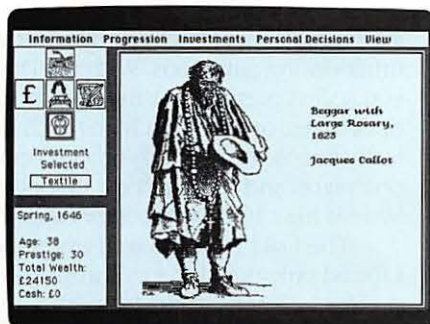 Information Progression Investments Personal Decisions View
£
Investment
Selected
Textile
Spring, 1646
Age: 38
Prestige: 30
Total Wealth:
£24150
Cash: £0
Beggar with
Large Rosary,
1623
Jacques Callot